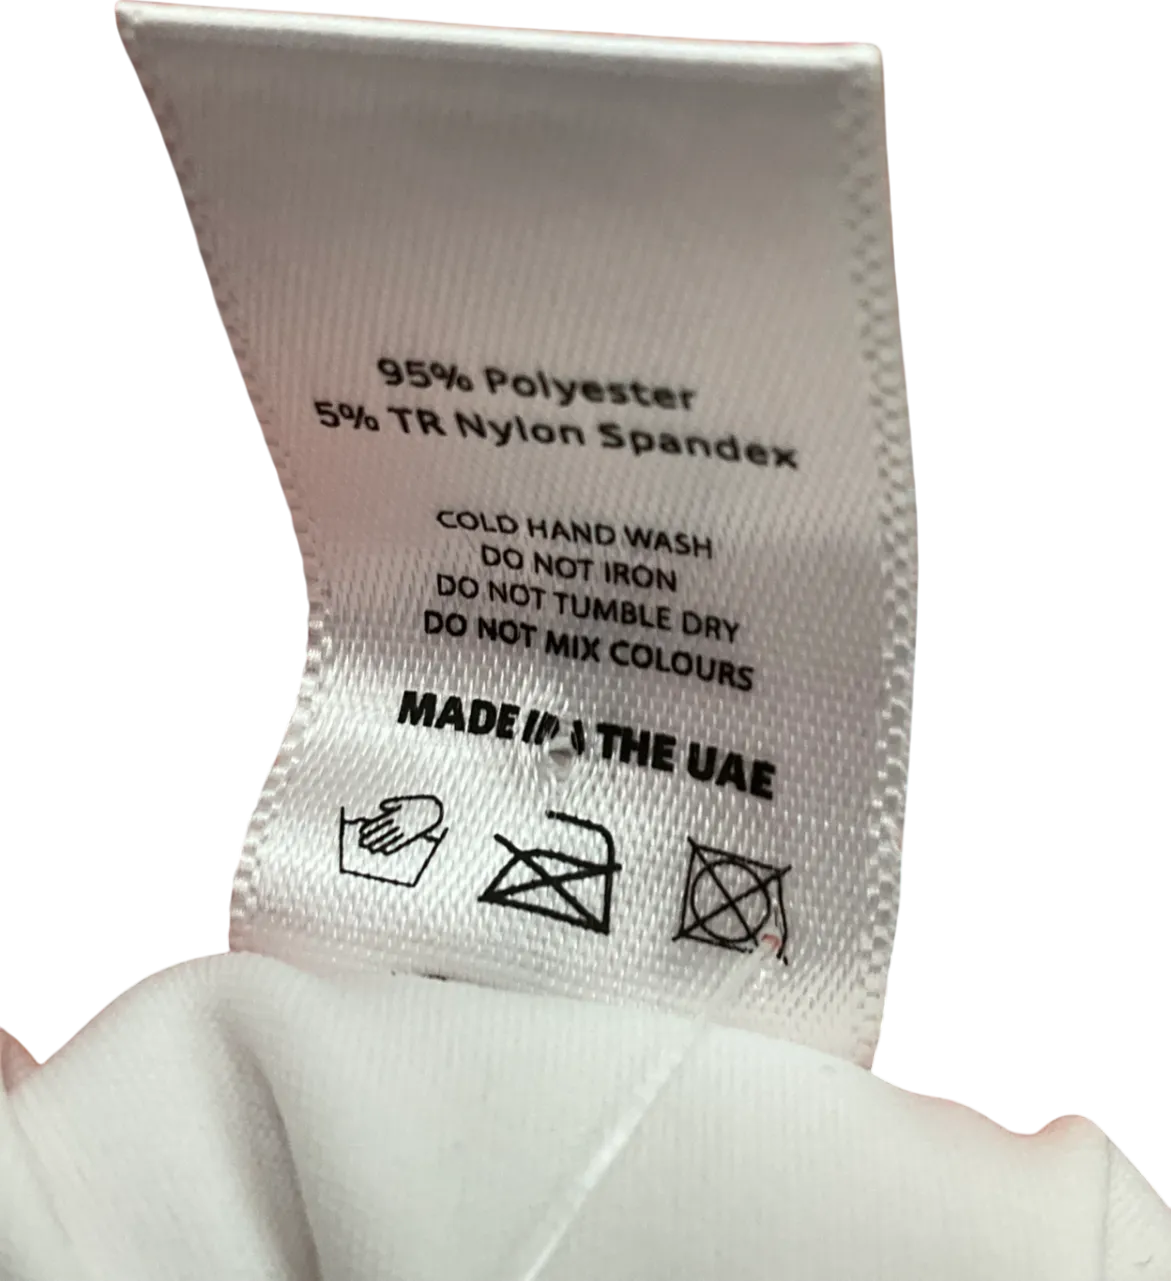 95% Polyester
5% TR Nylon Spandex
COLD HAND WASH
DO NOT IRON
DO NOT TUMBLE DRY
DO NOT MIX COLOURS
MADE IN THE UAE